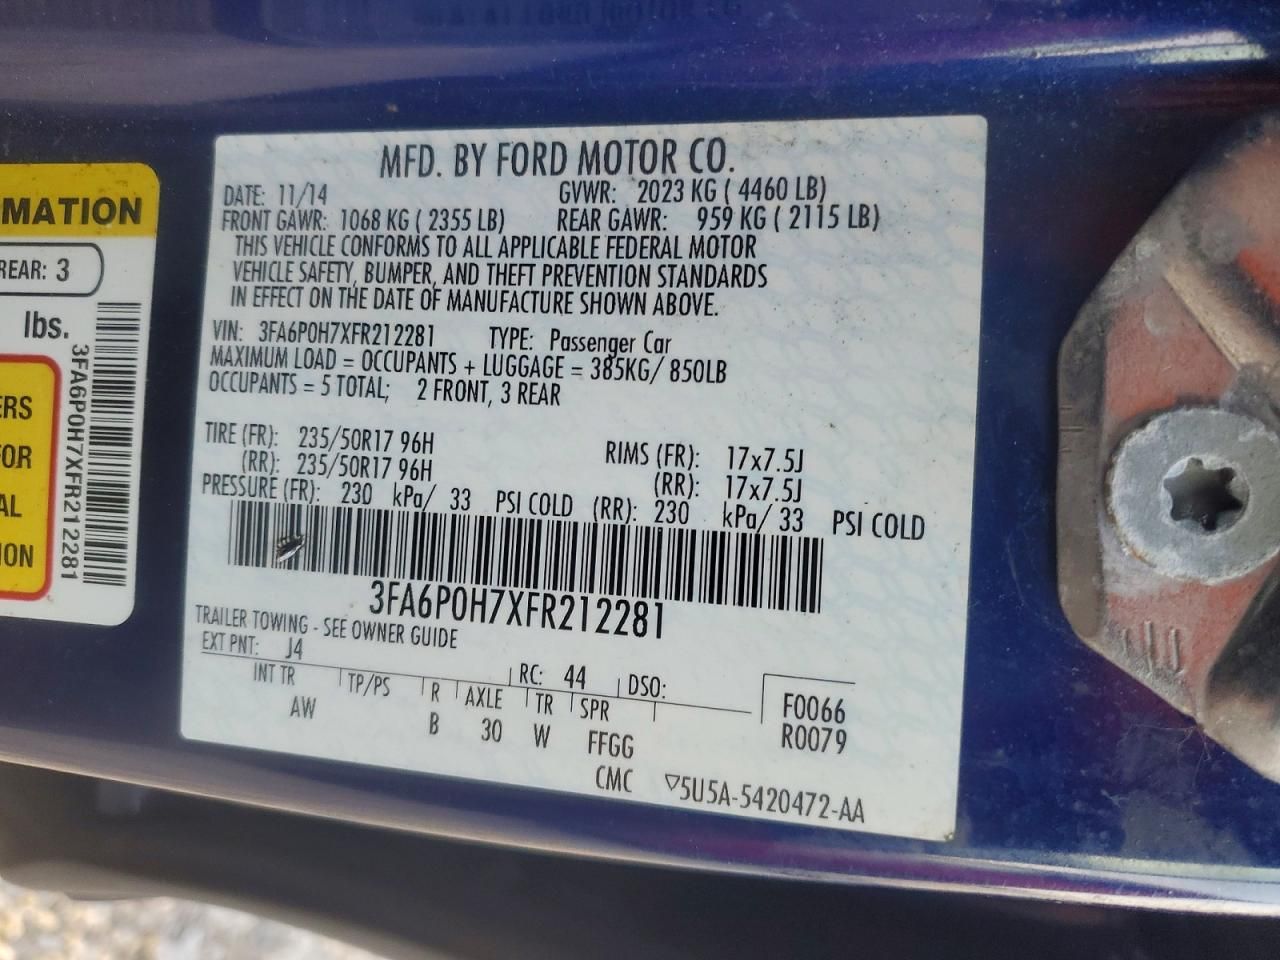 MATION
REAR: 3
lbs.
3FA6P0H7XFR212281
ERS
FOR
AL
ION
MFD. BY FORD MOTOR CO.
DATE: 11/14 GVWR: 2023 KG ( 4460 LB)
FRONT GAWR: 1068 KG ( 2355 LB) REAR GAWR: 959 KG ( 2115 LB)
THIS VEHICLE CONFORMS TO ALL APPLICABLE FEDERAL MOTOR
VEHICLE SAFETY, BUMPER, AND THEFT PREVENTION STANDARDS
IN EFFECT ON THE DATE OF MANUFACTURE SHOWN ABOVE.
VIN: 3FA6P0H7XFR212281 TYPE: Passenger Car
MAXIMUM LOAD = OCCUPANTS + LUGGAGE = 385KG/ 850LB
OCCUPANTS = 5 TOTAL; 2 FRONT, 3 REAR
TIRE (FR): 235/50R17 96H RIMS (FR): 17x7.5J
(RR): 235/50R17 96H (RR): 17x7.5J
PRESSURE (FR): 230 kPa/ 33 PSI COLD (RR): 230 kPa/ 33 PSI COLD
3FA6P0H7XFR212281
TRAILER TOWING - SEE OWNER GUIDE
EXT PNT: J4 RC: 44 DSO:
INT TR TP/PS R AXLE TR SPR F0066
AW B 30 W FFGG R0079
CMC ▽5U5A-5420472-AA